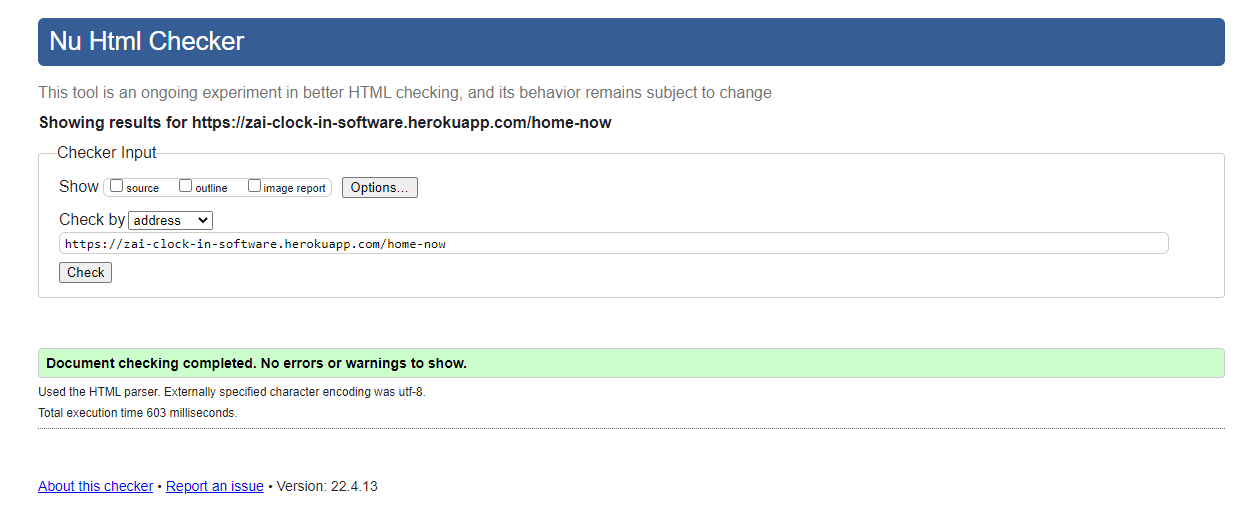 Nu Html Checker
This tool is an ongoing experiment in better HTML checking, and its behavior remains subject to change
Showing results for https://zai-clock-in-software.herokuapp.com/home-now
Checker Input
Show source outline image report Options...
Check by address
https://zai-clock-in-software.herokuapp.com/home-now
Check
Document checking completed. No errors or warnings to show.
Used the HTML parser. Externally specified character encoding was utf-8.
Total execution time 603 milliseconds.
About this checker • Report an issue • Version: 22.4.13